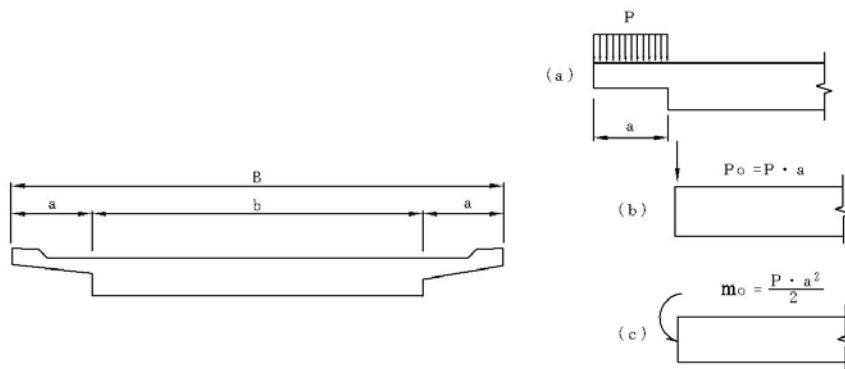 P
(a)
a
B
a b a
Po = P・a
(b)
mo = P・a²/2
(c)